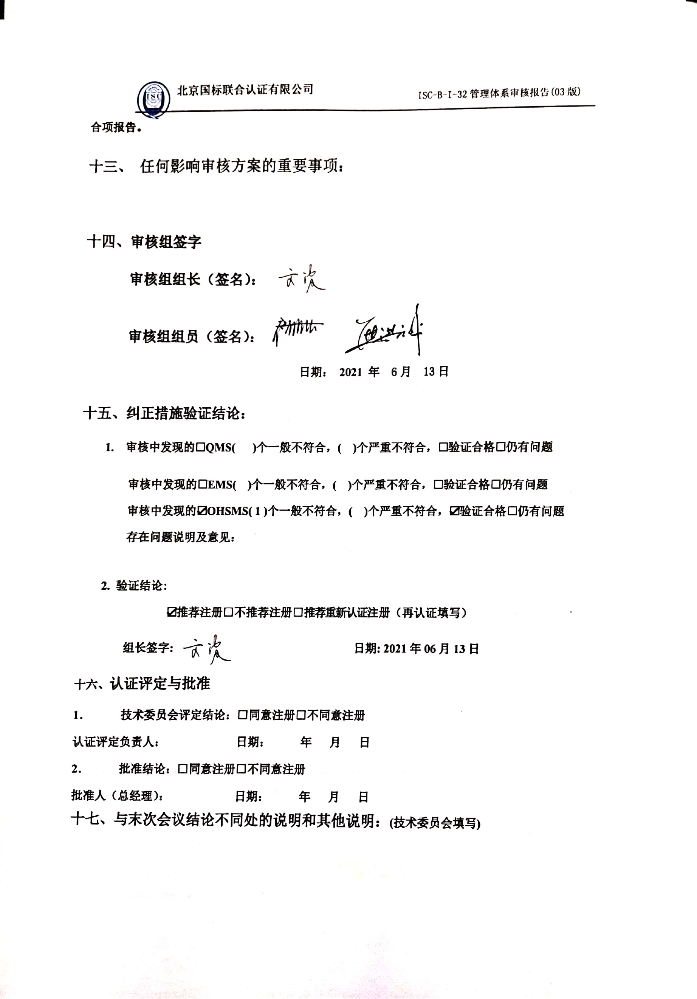 ISC
北京国标联合认证有限公司
ISC-B-I-32 管理体系审核报告(03 版)
合项报告。
十三、 任何影响审核方案的重要事项：
十四、审核组签字
审核组组长（签名）： 文波
审核组组员（签名）：
日期： 2021 年 6 月 13 日
十五、纠正措施验证结论：
1. 审核中发现的□QMS( )个一般不符合，( )个严重不符合，□验证合格□仍有问题
审核中发现的□EMS( )个一般不符合，( )个严重不符合，□验证合格□仍有问题
审核中发现的☑OHSMS( 1 )个一般不符合，( )个严重不符合，☑验证合格□仍有问题
存在问题说明及意见：
2. 验证结论：
☑推荐注册□不推荐注册□推荐重新认证注册（再认证填写）
组长签字： 文波 日期: 2021 年 06 月 13 日
十六、认证评定与批准
1. 技术委员会评定结论：□同意注册□不同意注册
认证评定负责人： 日期： 年 月 日
2. 批准结论：□同意注册□不同意注册
批准人（总经理）： 日期： 年 月 日
十七、与末次会议结论不同处的说明和其他说明：(技术委员会填写)